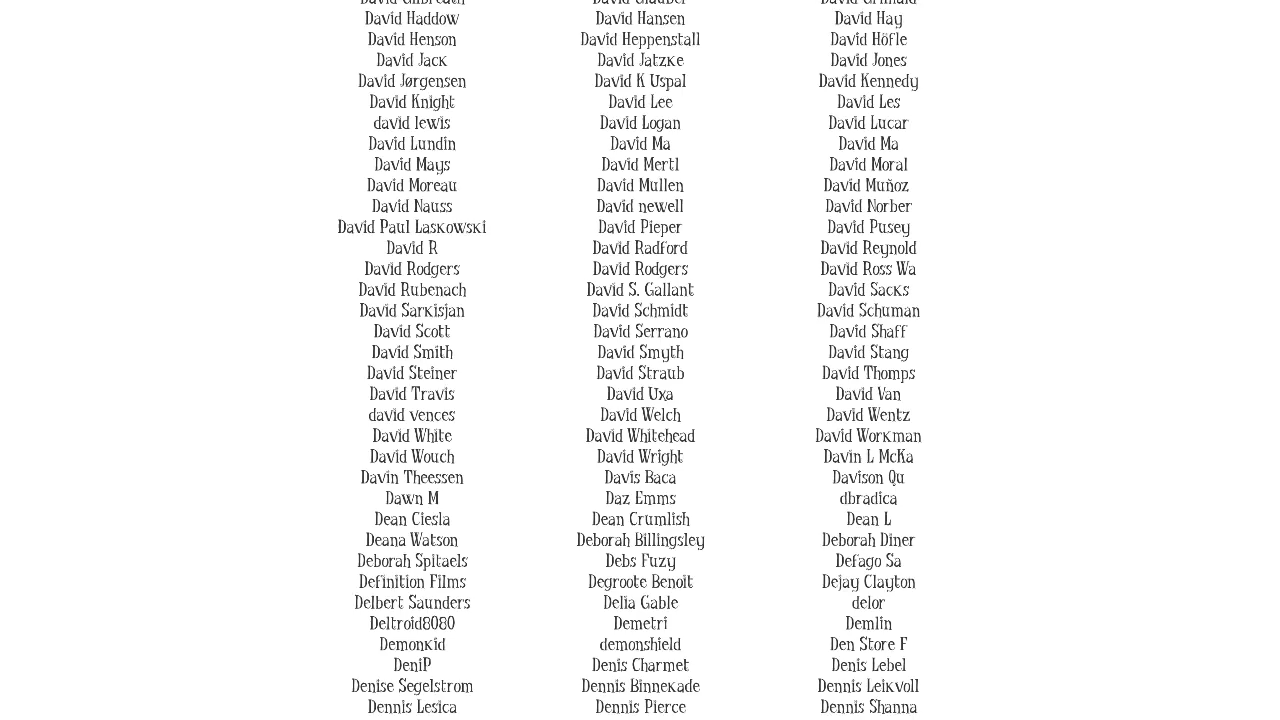 David Haddow David Hansen David Hay
David Henson David Heppenstall David Höfle
David Jack David Jatzke David Jones
David Jørgensen David K Uspal David Kennedy
David Knight David Lee David Les
david lewis David Logan David Lucar
David Lundin David Ma David Ma
David Mays David Mertl David Moral
David Moreau David Mullen David Muñoz
David Nauss David newell David Norber
David Paul Laskowski David Pieper David Pusey
David R David Radford David Reynold
David Rodgers David Rodgers David Ross Wa
David Rubenach David S. Gallant David Sacks
David Sarkisjan David Schmidt David Schuman
David Scott David Serrano David Shaff
David Smith David Smyth David Stang
David Steiner David Straub David Thomps
David Travis David Uxa David Van
david vences David Welch David Wentz
David White David Whitehead David Workman
David Wouch David Wright Davin L McKa
Davin Theessen Davis Baca Davison Qu
Dawn M Daz Emms dbradica
Dean Ciesla Dean Crumlish Dean L
Deana Watson Deborah Billingsley Deborah Diner
Deborah Spitaels Debs Fuzy Defago Sa
Definition Films Degroote Benoit Dejay Clayton
Delbert Saunders Delia Gable delor
Deltroid8080 Demetri Demlin
Demonkid demonshield Den Store F
DeniP Denis Charmet Denis Lebel
Denise Segelstrom Dennis Binnekade Dennis Leikvoll
Dennis Lesica Dennis Pierce Dennis Shanna